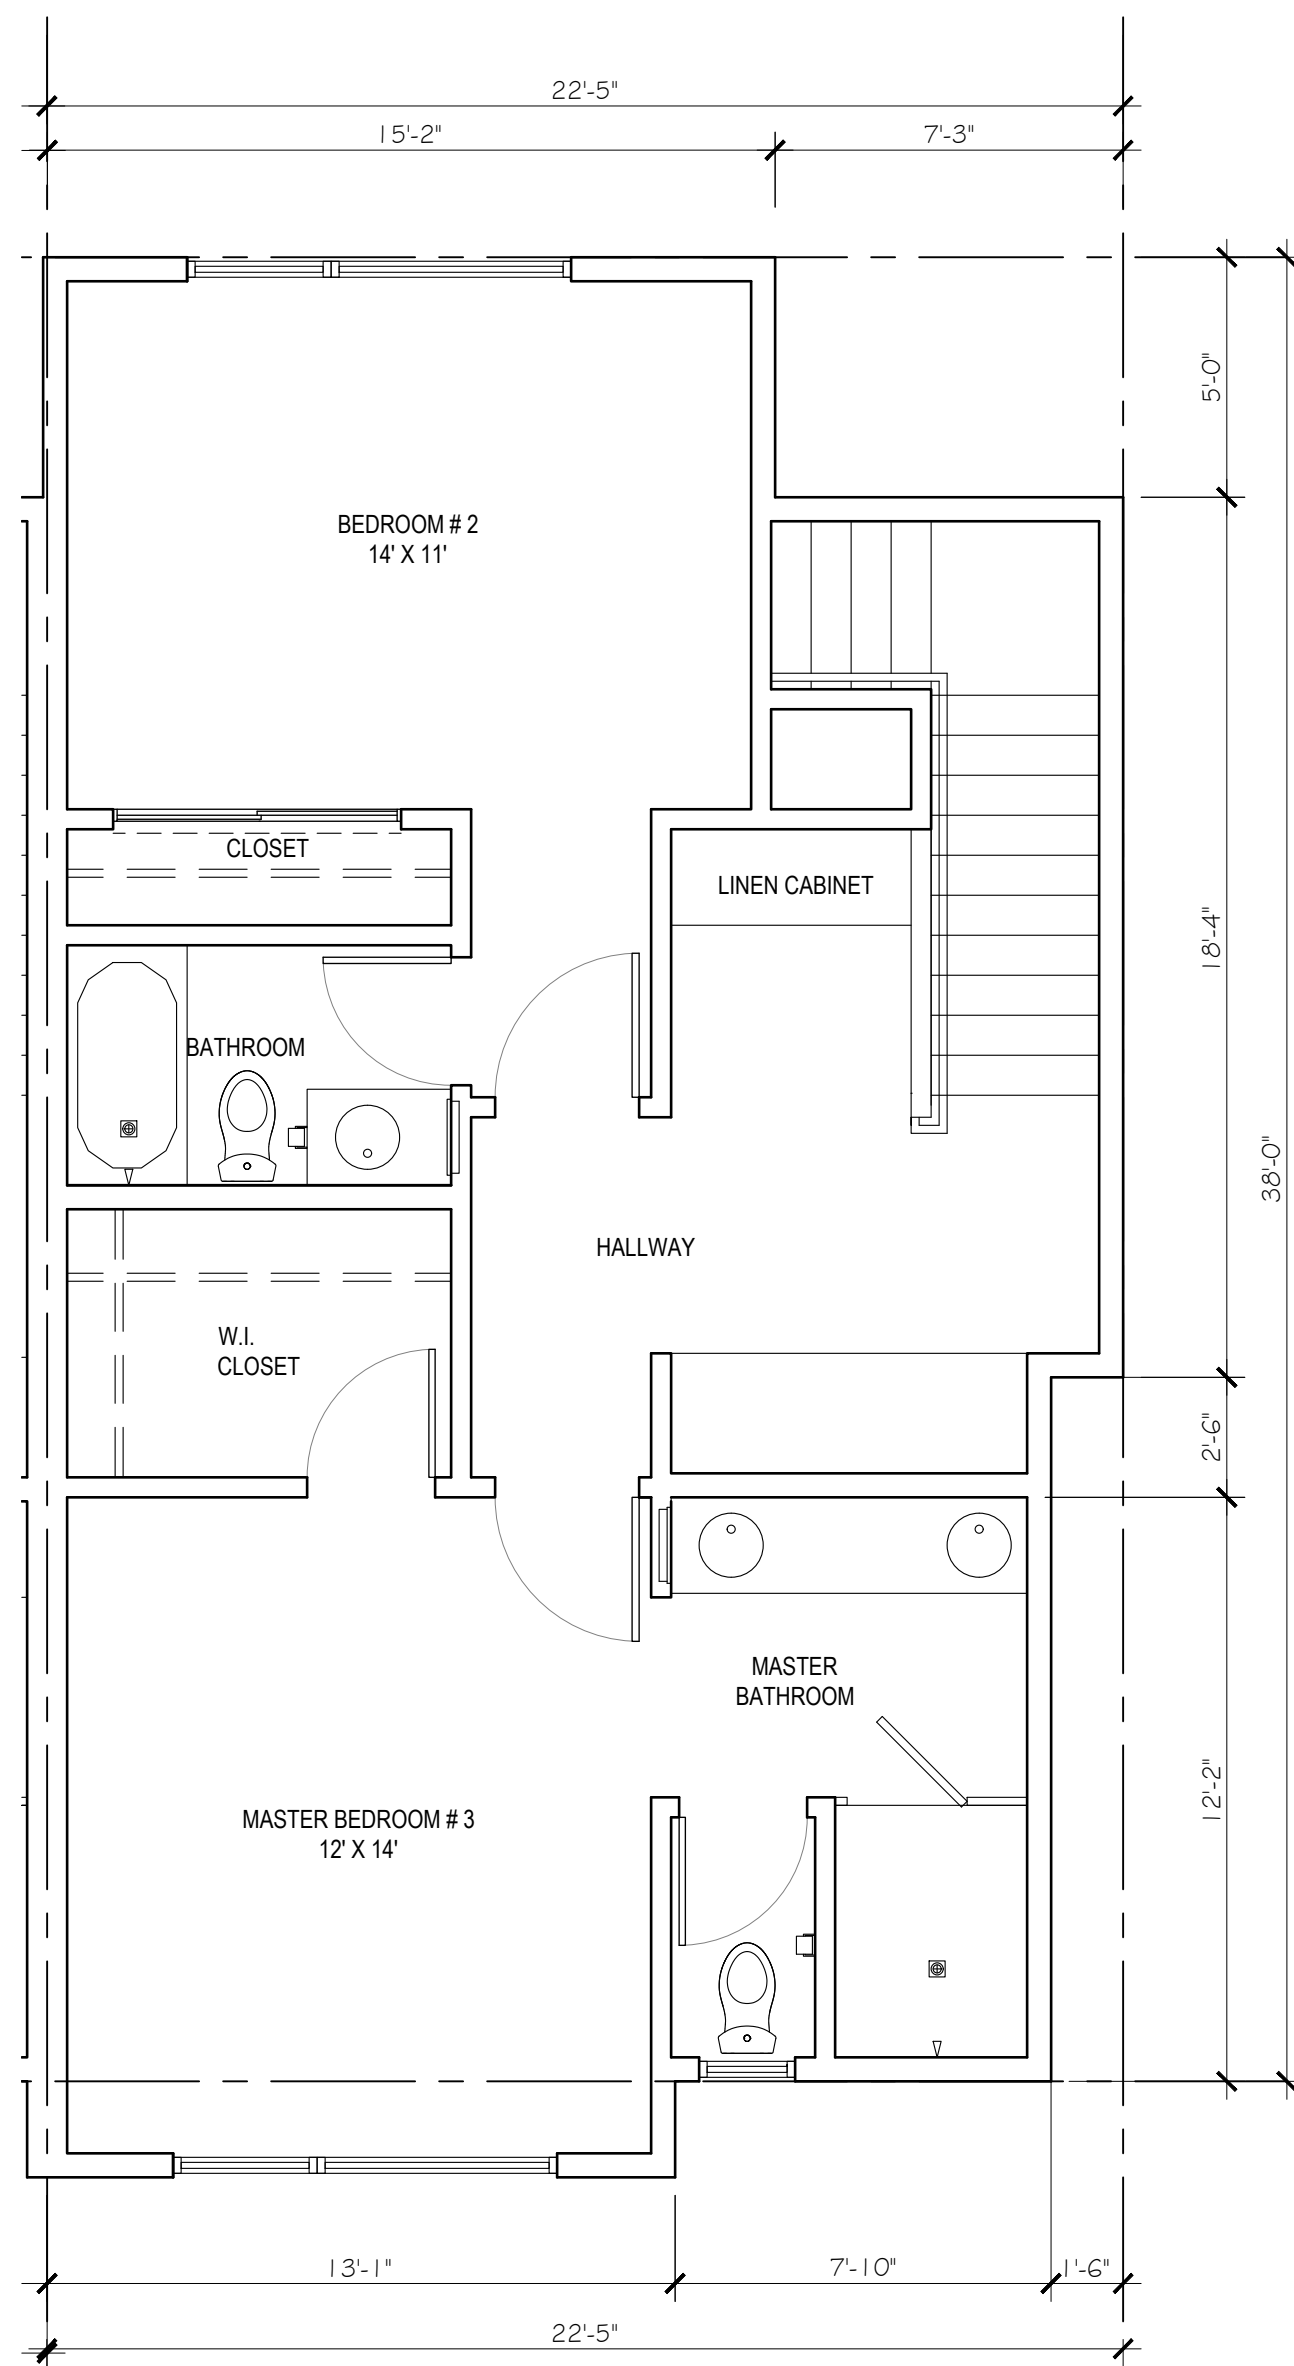 22'-5"
15'-2"
7'-3"
5'-0"
BEDROOM # 2
14' X 11'
CLOSET
LINEN CABINET
18'-4"
BATHROOM
38'-0"
HALLWAY
W.I.
CLOSET
2'-6"
MASTER
BATHROOM
12'-2"
MASTER BEDROOM # 3
12' X 14'
13'-1"
7'-10"
1'-6"
22'-5"